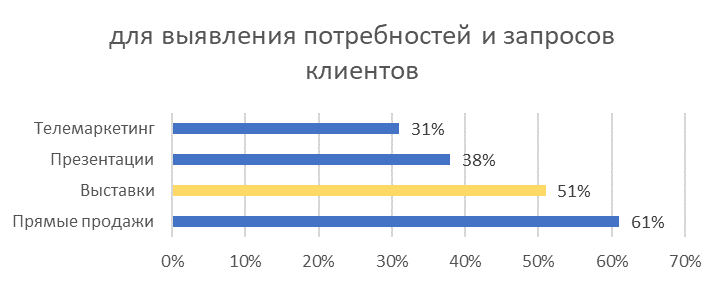 для выявления потребностей и запросов
клиентов
Телемаркетинг 31%
Презентации 38%
Выставки 51%
Прямые продажи 61%
0% 10% 20% 30% 40% 50% 60% 70%